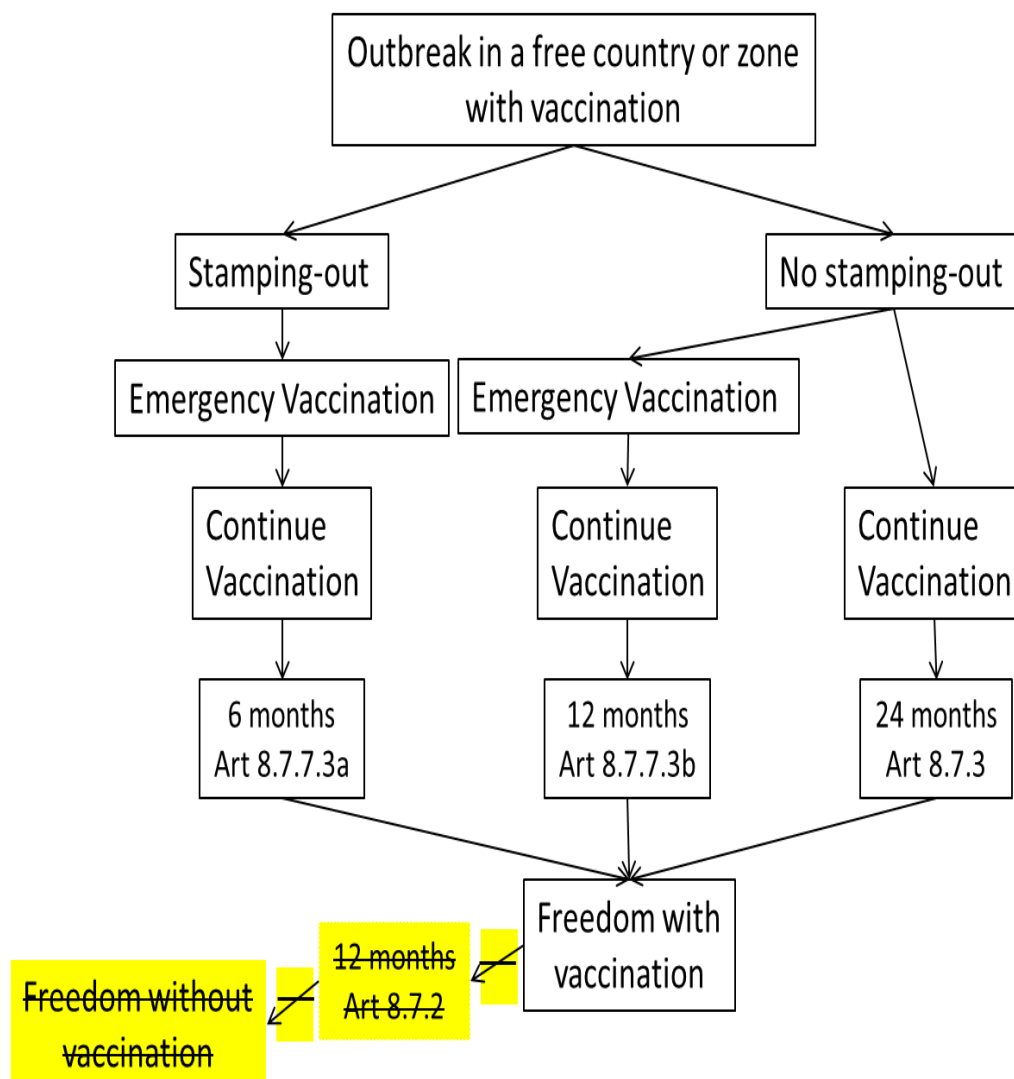 Outbreak in a free country or zone
with vaccination
Stamping-out
No stamping-out
Emergency Vaccination
Emergency Vaccination
Continue
Vaccination
Continue
Vaccination
Continue
Vaccination
6 months
Art 8.7.7.3a
12 months
Art 8.7.7.3b
24 months
Art 8.7.3
Freedom with
vaccination
12 months
Art 8.7.2
Freedom without
vaccination